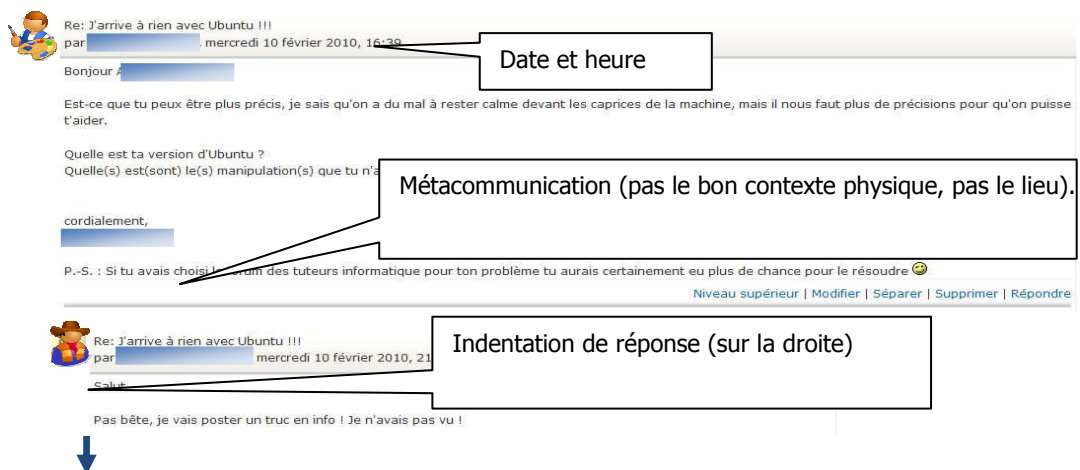 Re: J'arrive à rien avec Ubuntu !!!
par , mercredi 10 février 2010, 16:39
Date et heure
Bonjour
Est-ce que tu peux être plus précis, je sais qu'on a du mal à rester calme devant les caprices de la machine, mais il nous faut plus de précisions pour qu'on puisse
t'aider.
Quelle est ta version d'Ubuntu ?
Quelle(s) est(sont) le(s) manipulation(s) que tu
Métacommunication (pas le bon contexte physique, pas le lieu).
cordialement,
P.-S. : Si tu avais choisi le forum des tuteurs informatique pour ton problème tu aurais certainement eu plus de chance pour le résoudre
Niveau supérieur | Modifier | Séparer | Supprimer | Répondre
Re: J'arrive à rien avec Ubuntu !!!
par mercredi 10 février 2010, 21
Indentation de réponse (sur la droite)
Salut
Pas bête, je vais poster un truc en info ! Je n'avais pas vu !